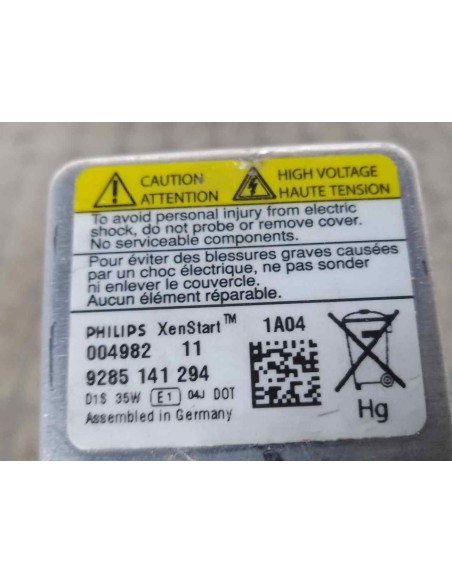 CAUTION
ATTENTION
HIGH VOLTAGE
HAUTE TENSION
To avoid personal injury from electric
shock, do not probe or remove cover.
No serviceable components.
Pour éviter des blessures graves causées
par un choc électrique, ne pas sonder
ni enlever le couvercle.
Aucun élément réparable.
PHILIPS XenStart™ 1A04
004982 11
9285 141 294
D1S 35W E1 04J DOT
Assembled in Germany
Hg